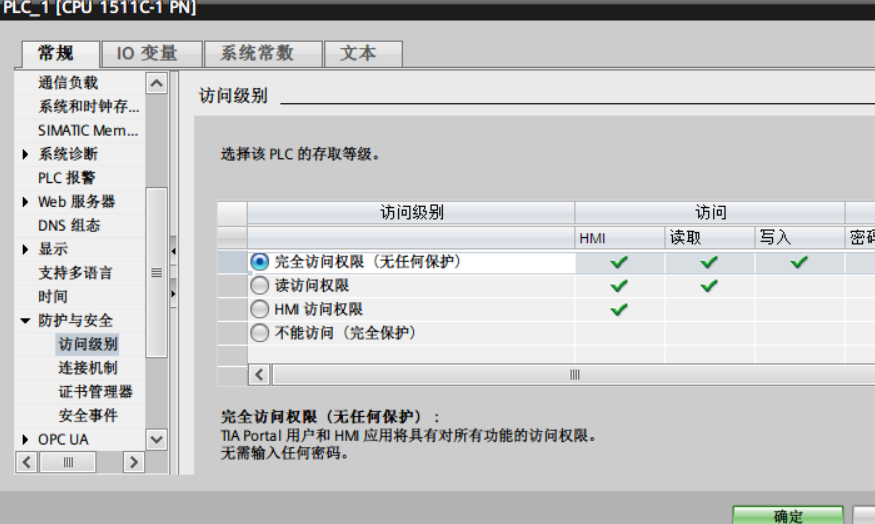 PLC_1 [CPU 1511C-1 PN]
常规 IO 变量 系统常数 文本
通信负载
系统和时钟存...
SIMATIC Mem...
系统诊断
PLC 报警
Web 服务器
DNS 组态
显示
支持多语言
时间
防护与安全
访问级别
连接机制
证书管理器
安全事件
OPC UA
访问级别
选择该 PLC 的存取等级。
访问级别 访问
HMI 读取 写入 密码
完全访问权限（无任何保护）
读访问权限
HMI 访问权限
不能访问（完全保护）
完全访问权限（无任何保护）：
TIA Portal 用户和 HMI 应用将具有对所有功能的访问权限。
无需输入任何密码。
确定